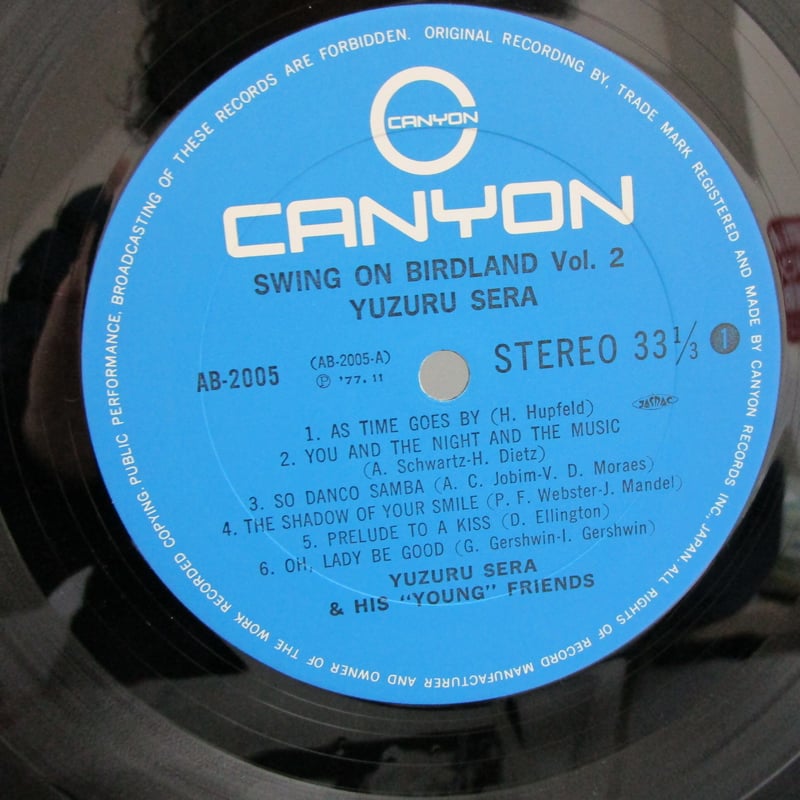 CANYON
CANYON
SWING ON BIRDLAND Vol. 2
YUZURU SERA
AB-2005
(AB-2005-A)
Ⓟ '77. 11
STEREO 33 1/3
1
1. AS TIME GOES BY (H. Hupfeld)
JASRAC
2. YOU AND THE NIGHT AND THE MUSIC
(A. Schwartz-H. Dietz)
3. SO DANCO SAMBA (A. C. Jobim-V. D. Moraes)
4. THE SHADOW OF YOUR SMILE (P. F. Webster-J. Mandel)
5. PRELUDE TO A KISS (D. Ellington)
6. OH, LADY BE GOOD (G. Gershwin-I. Gershwin)
YUZURU SERA
& HIS "YOUNG" FRIENDS
ORIGINAL RECORDING BY, TRADE MARK REGISTERED AND MADE BY CANYON RECORDS INC., JAPAN. ALL RIGHTS OF RECORD MANUFACTURER AND OWNER OF THE WORK RECORDED COPYING, PUBLIC PERFORMANCE, BROADCASTING OF THESE RECORDS ARE FORBIDDEN.